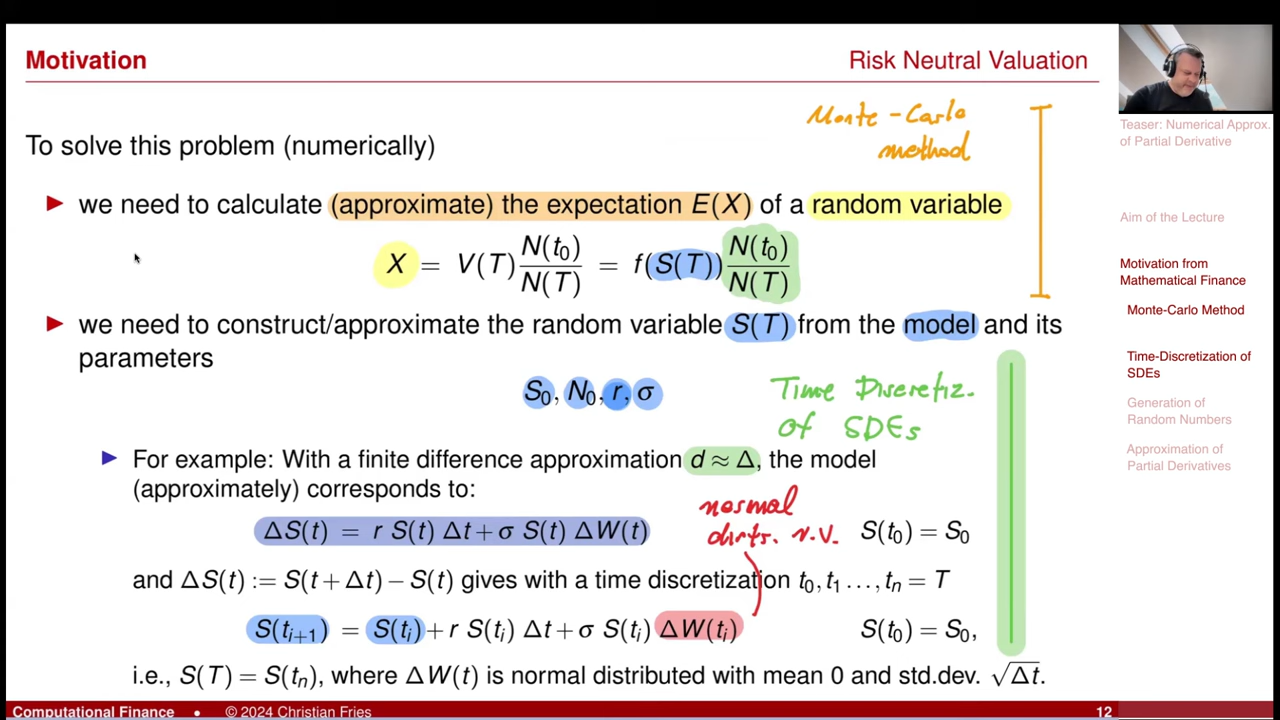 Motivation
Risk Neutral Valuation
Monte-Carlo
method
To solve this problem (numerically)
► we need to calculate (approximate) the expectation E(X) of a random variable
X = V(T) N(t₀)/N(T) = f(S(T)) N(t₀)/N(T)
► we need to construct/approximate the random variable S(T) from the model and its
parameters
S₀, N₀, r, σ
Time Discretiz.
of SDEs
► For example: With a finite difference approximation d ≈ Δ, the model
(approximately) corresponds to:
normal
distr. r.V.
ΔS(t) = r S(t) Δt + σ S(t) ΔW(t) S(t₀) = S₀
and ΔS(t) := S(t + Δt) − S(t) gives with a time discretization t₀, t₁ …, tₙ = T
S(tᵢ₊₁) = S(tᵢ) + r S(tᵢ) Δt + σ S(tᵢ) ΔW(tᵢ) S(t₀) = S₀,
i.e., S(T) = S(tₙ), where ΔW(t) is normal distributed with mean 0 and std.dev. √Δt.
Teaser: Numerical Approx.
of Partial Derivative
Aim of the Lecture
Motivation from
Mathematical Finance
Monte-Carlo Method
Time-Discretization of
SDEs
Generation of
Random Numbers
Approximation of
Partial Derivatives
Computational Finance • © 2024 Christian Fries
12